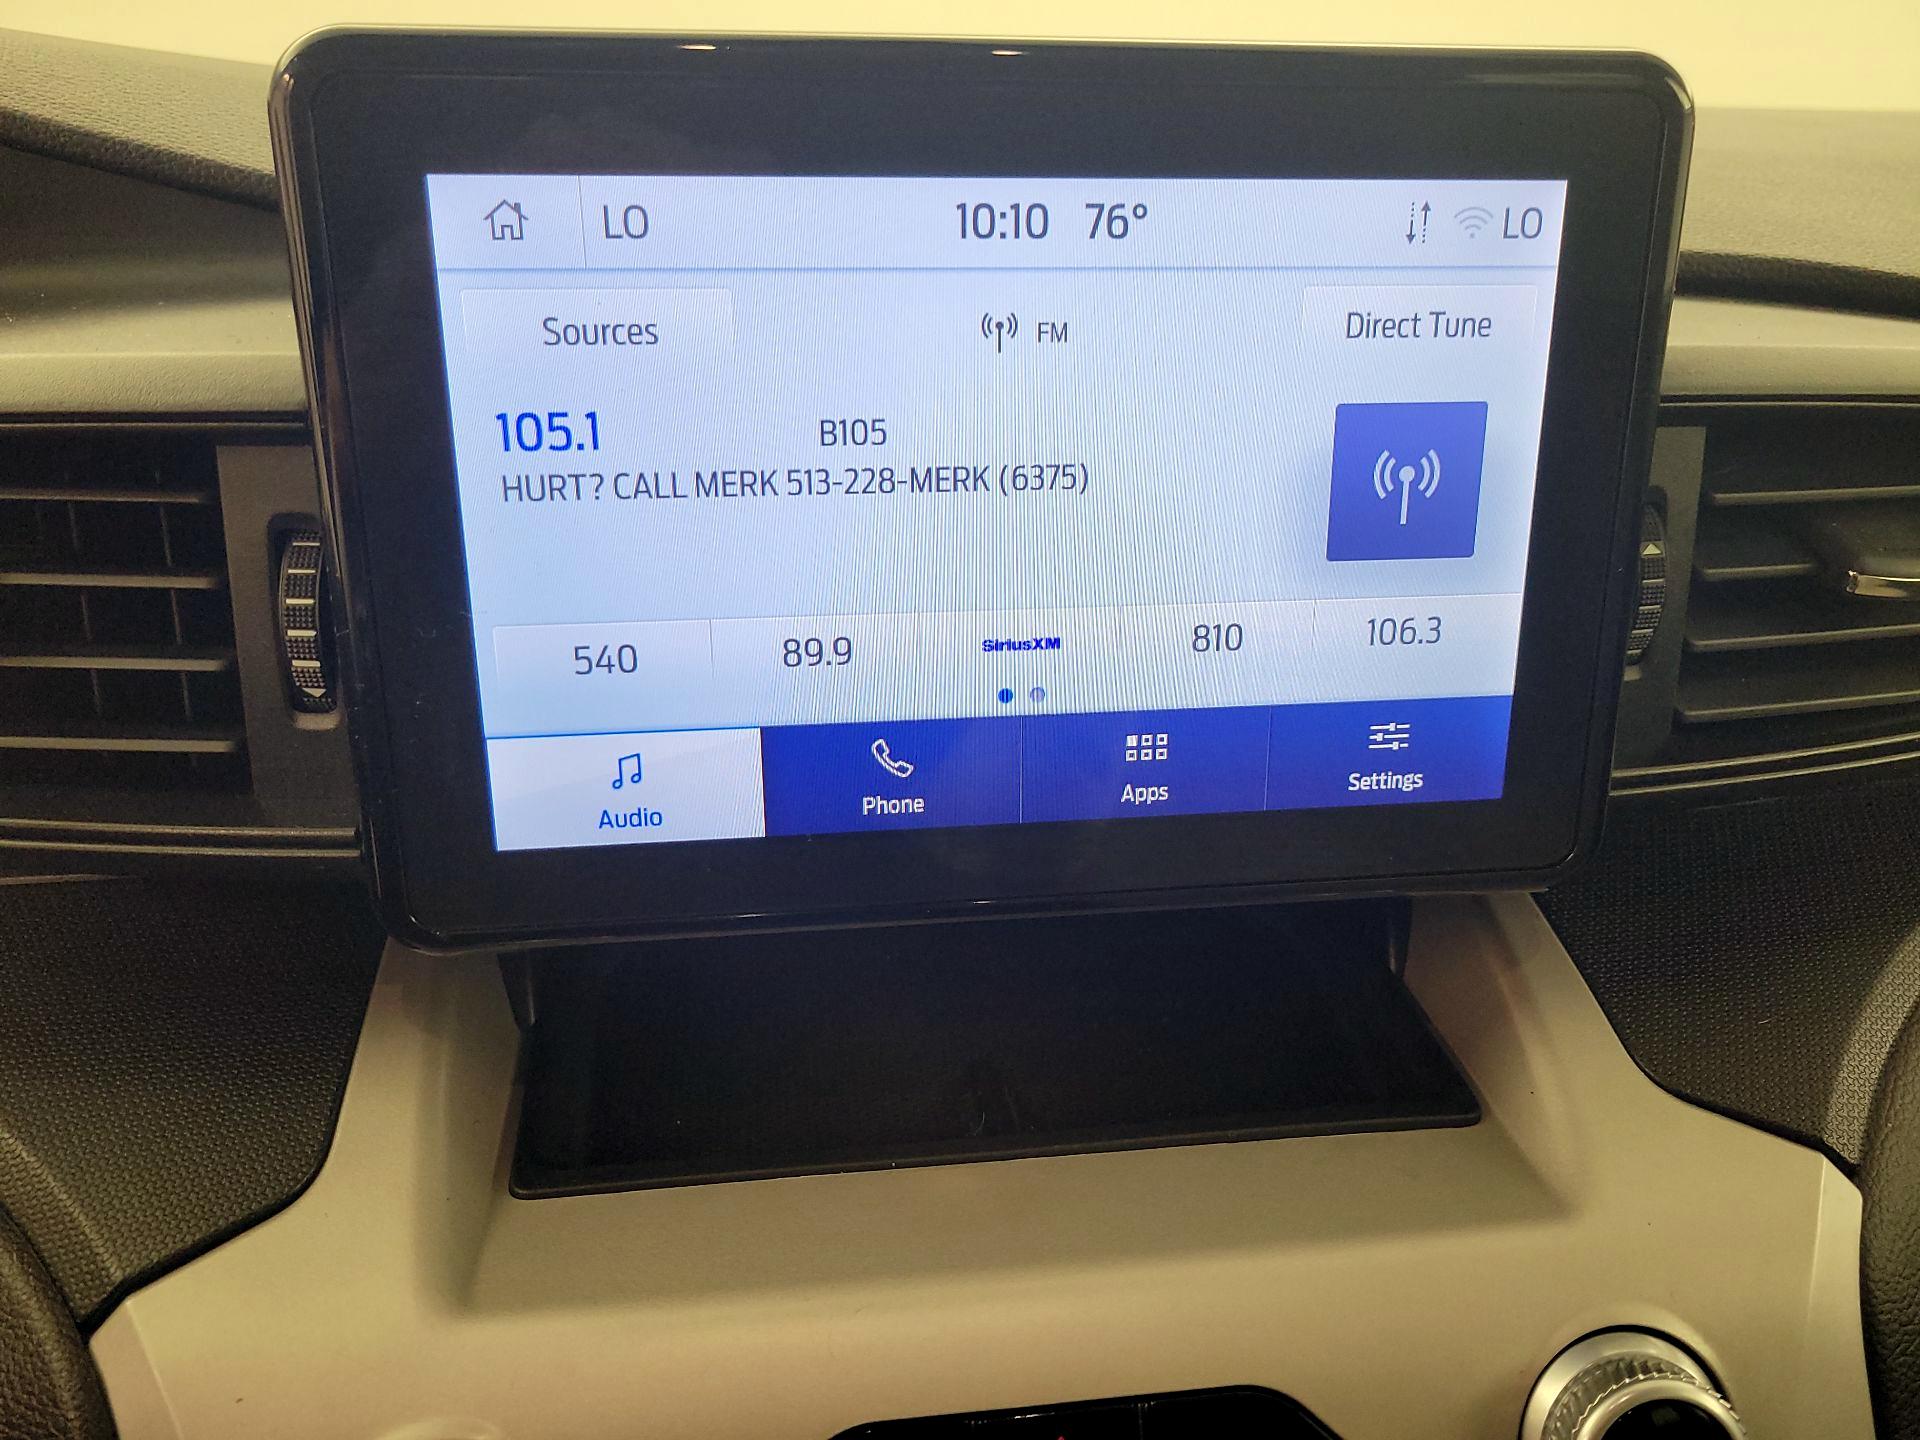 LO 10:10 76° LO
Sources FM Direct Tune
105.1 B105
HURT? CALL MERK 513-228-MERK (6375)
540 89.9 SiriusXM 810 106.3
Audio Phone Apps Settings